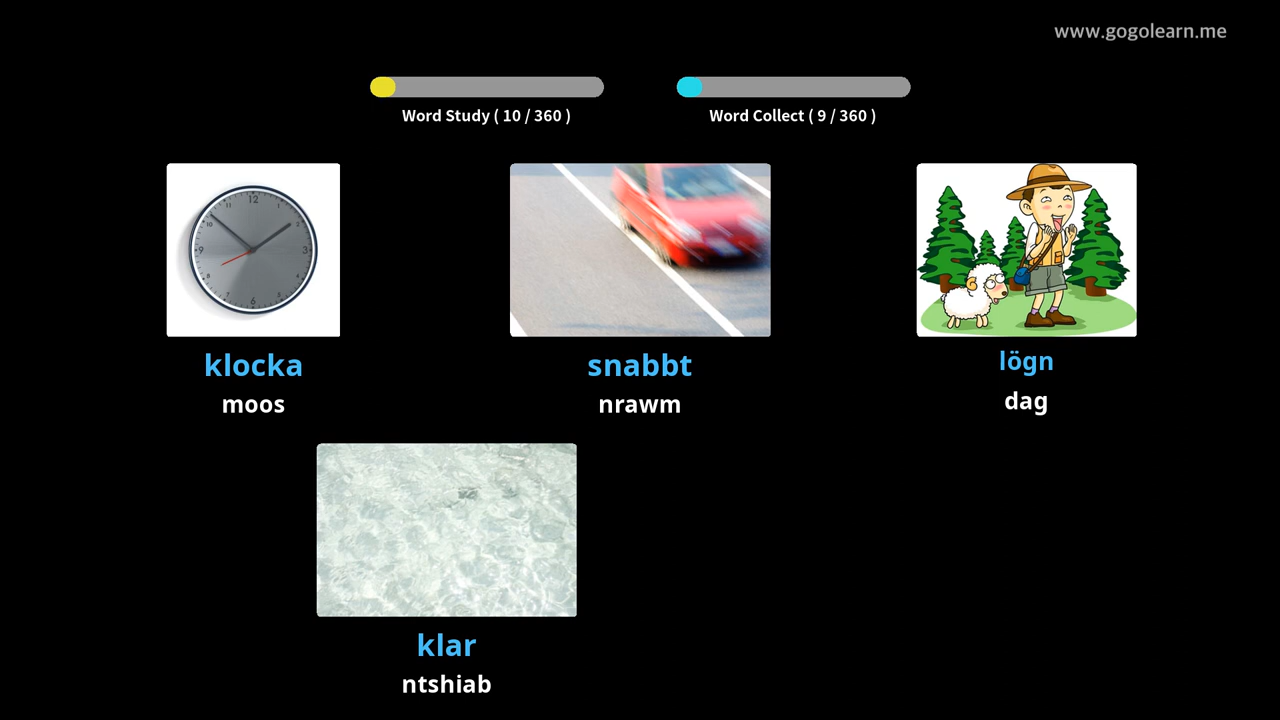 www.gogolearn.me
Word Study ( 10 / 360 )
Word Collect ( 9 / 360 )
klocka
moos
snabbt
nrawm
lögn
dag
klar
ntshiab